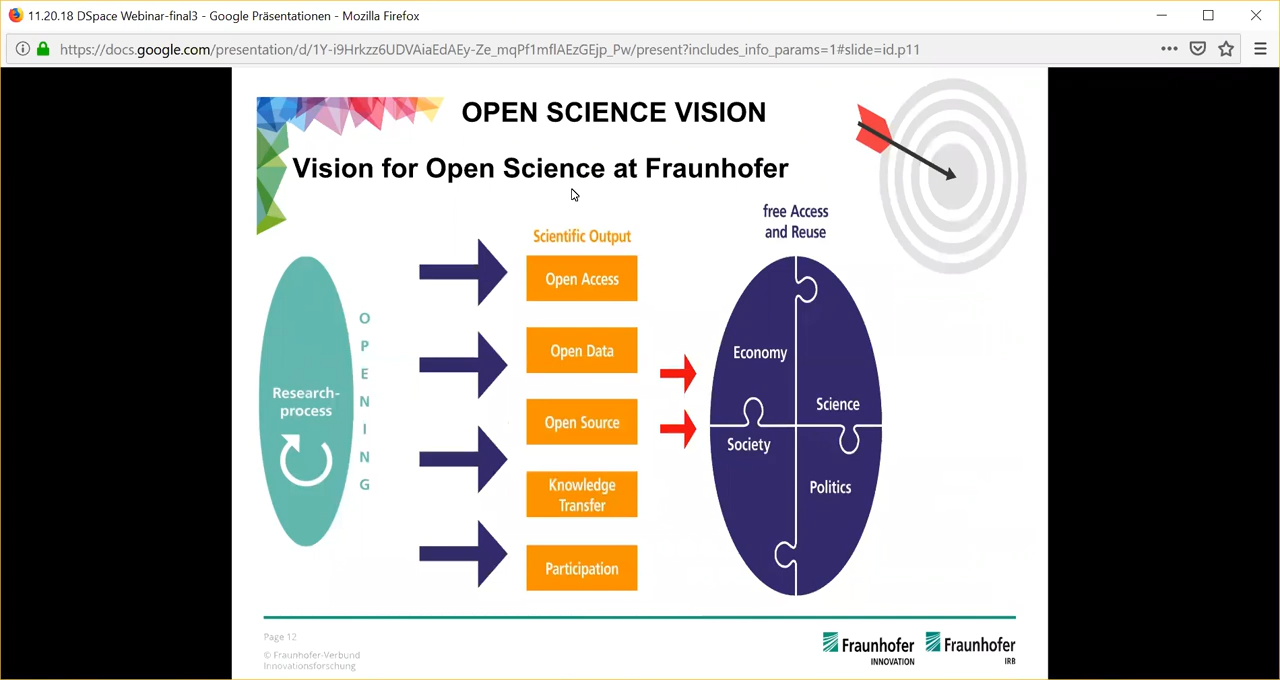 11.20.18 DSpace Webinar-final3 - Google Präsentationen - Mozilla Firefox
https://docs.google.com/presentation/d/1Y-i9Hrkzz6UDVAiaEdAEy-Ze_mqPf1mflAEzGEjp_Pw/present?includes_info_params=1#slide=id.p11
OPEN SCIENCE VISION
Vision for Open Science at Fraunhofer
Research-
process
OPENING
Scientific Output
Open Access
Open Data
Open Source
Knowledge
Transfer
Participation
free Access
and Reuse
Economy
Science
Society
Politics
Page 12
© Fraunhofer-Verbund
Innovationsforschung
Fraunhofer
INNOVATION
Fraunhofer
IRB